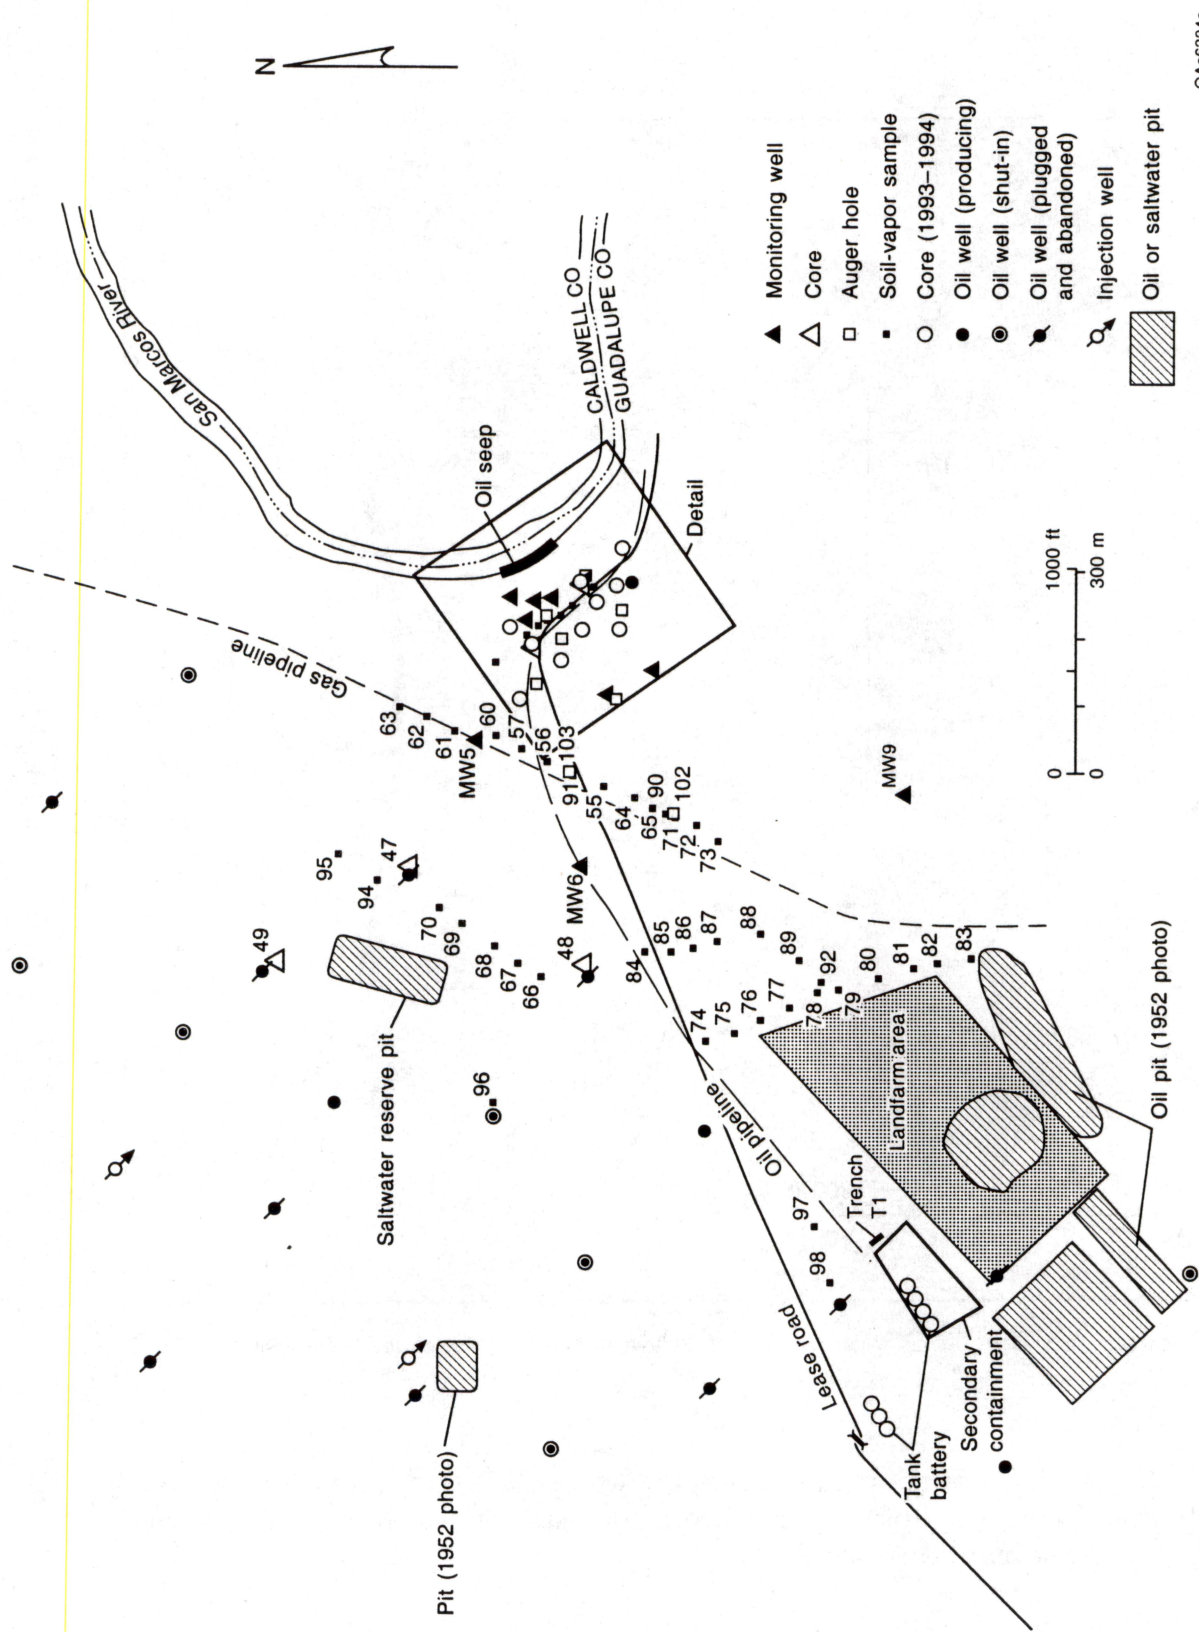 N
San Marcos River
CALDWELL CO
GUADALUPE CO
Oil seep
Detail
Gas pipeline
63
62
61
MW5
60
57
56
103
91
55
64
65
90
71
102
72
73
MW9
95
94
47
70
69
68
67
66
49
48
MW6
84
85
86
87
88
89
74
75
76
77
78
92
79
80
81
82
83
96
97
98
Saltwater reserve pit
Pit (1952 photo)
Oil pipeline
Lease road
Trench
T1
Landfarm area
Oil pit (1952 photo)
Tank
battery
Secondary
containment
0 1000 ft
0 300 m
Monitoring well
Core
Auger hole
Soil-vapor sample
Core (1993–1994)
Oil well (producing)
Oil well (shut-in)
Oil well (plugged
and abandoned)
Injection well
Oil or saltwater pit